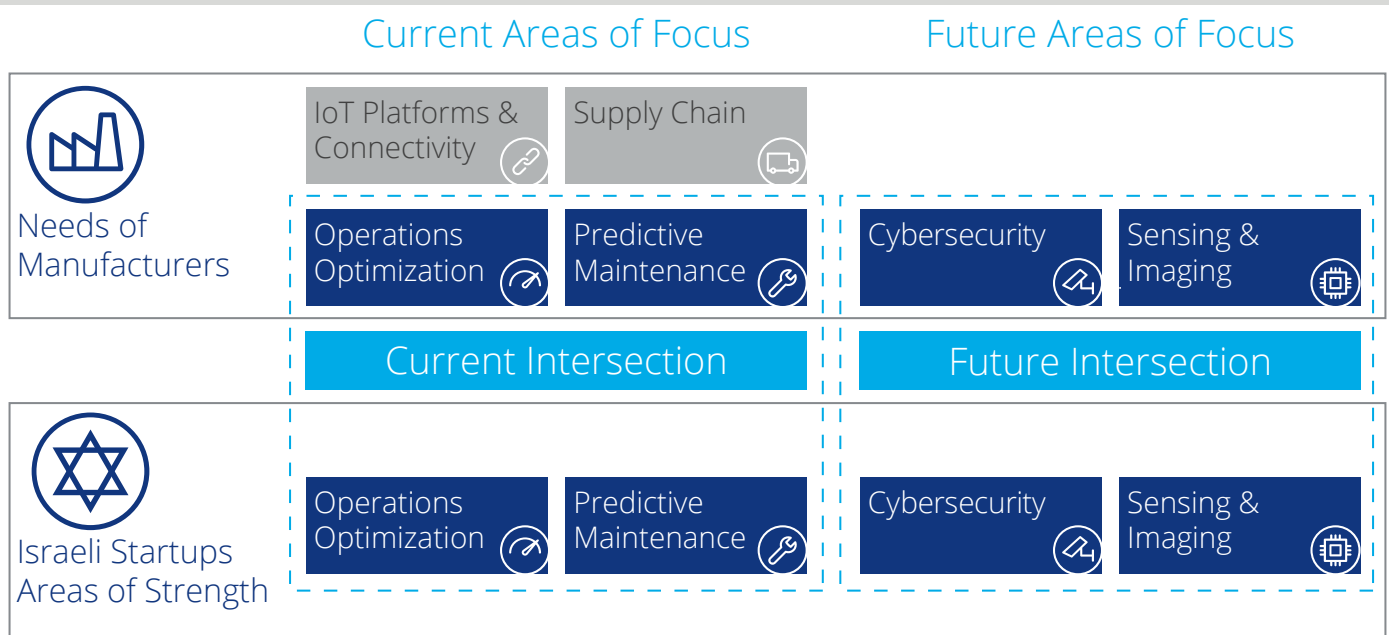 Current Areas of Focus
Future Areas of Focus
Needs of
Manufacturers
IoT Platforms &
Connectivity
Supply Chain
Operations
Optimization
Predictive
Maintenance
Cybersecurity
Sensing &
Imaging
Current Intersection
Future Intersection
Israeli Startups
Areas of Strength
Operations
Optimization
Predictive
Maintenance
Cybersecurity
Sensing &
Imaging